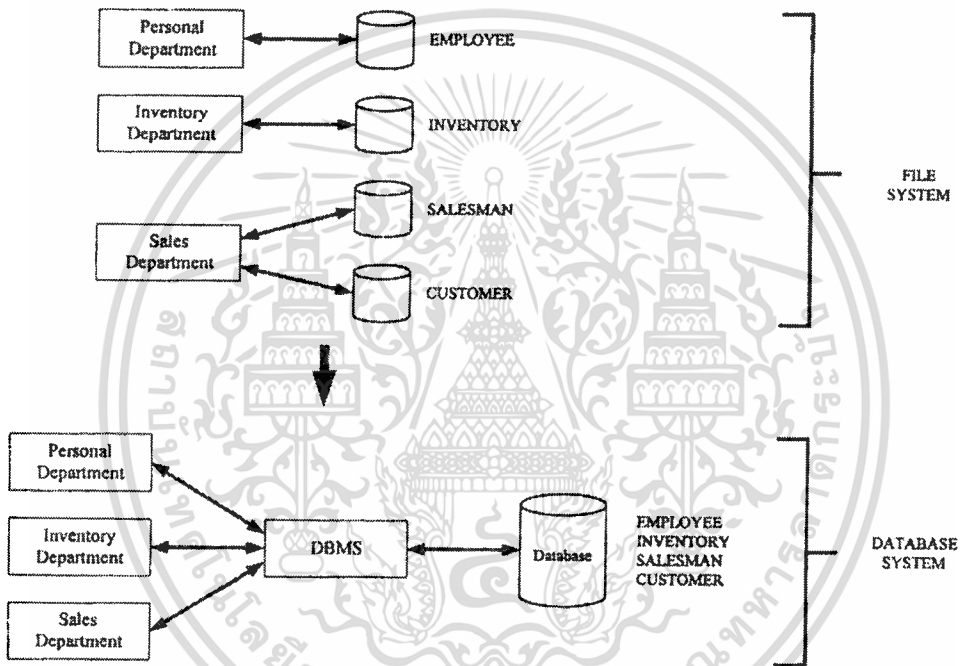 Personal
Department
EMPLOYEE
Inventory
Department
INVENTORY
SALESMAN
Sales
Department
CUSTOMER
FILE
SYSTEM
Personal
Department
Inventory
Department
Sales
Department
DBMS
Database
EMPLOYEE
INVENTORY
SALESMAN
CUSTOMER
DATABASE
SYSTEM